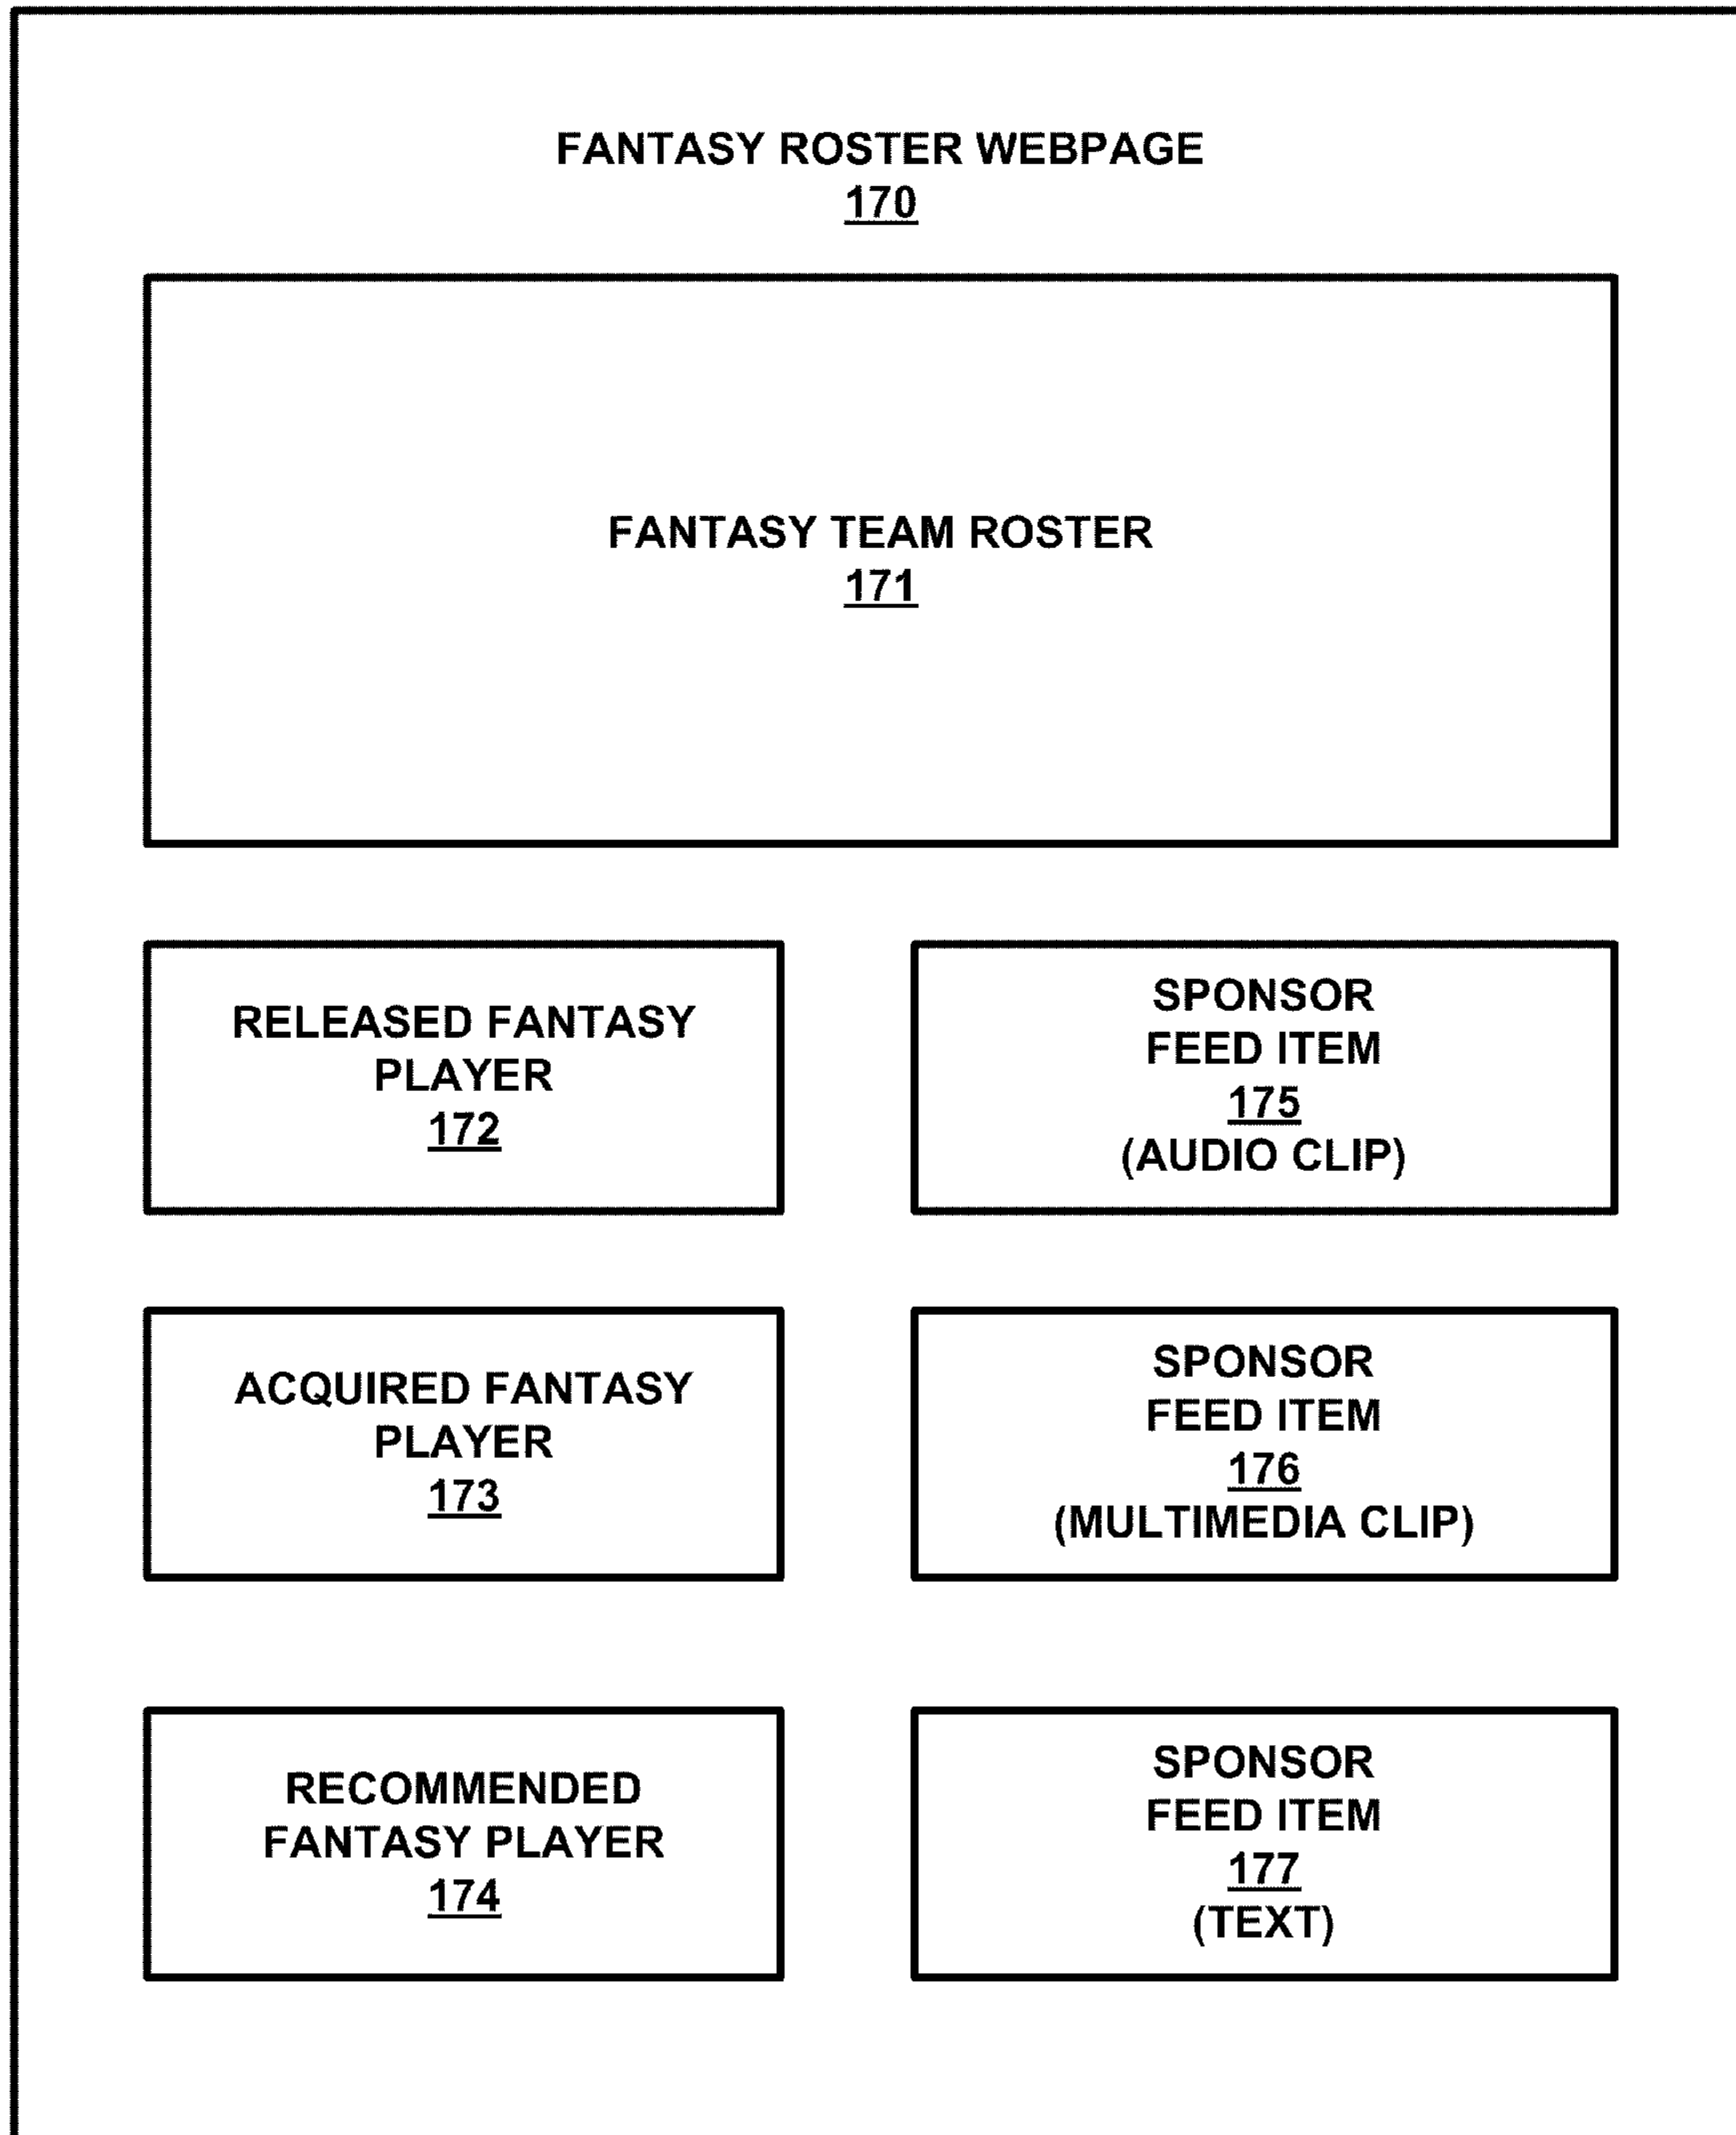 FANTASY ROSTER WEBPAGE
170
FANTASY TEAM ROSTER
171
RELEASED FANTASY
PLAYER
172
SPONSOR
FEED ITEM
175
(AUDIO CLIP)
ACQUIRED FANTASY
PLAYER
173
SPONSOR
FEED ITEM
176
(MULTIMEDIA CLIP)
RECOMMENDED
FANTASY PLAYER
174
SPONSOR
FEED ITEM
177
(TEXT)